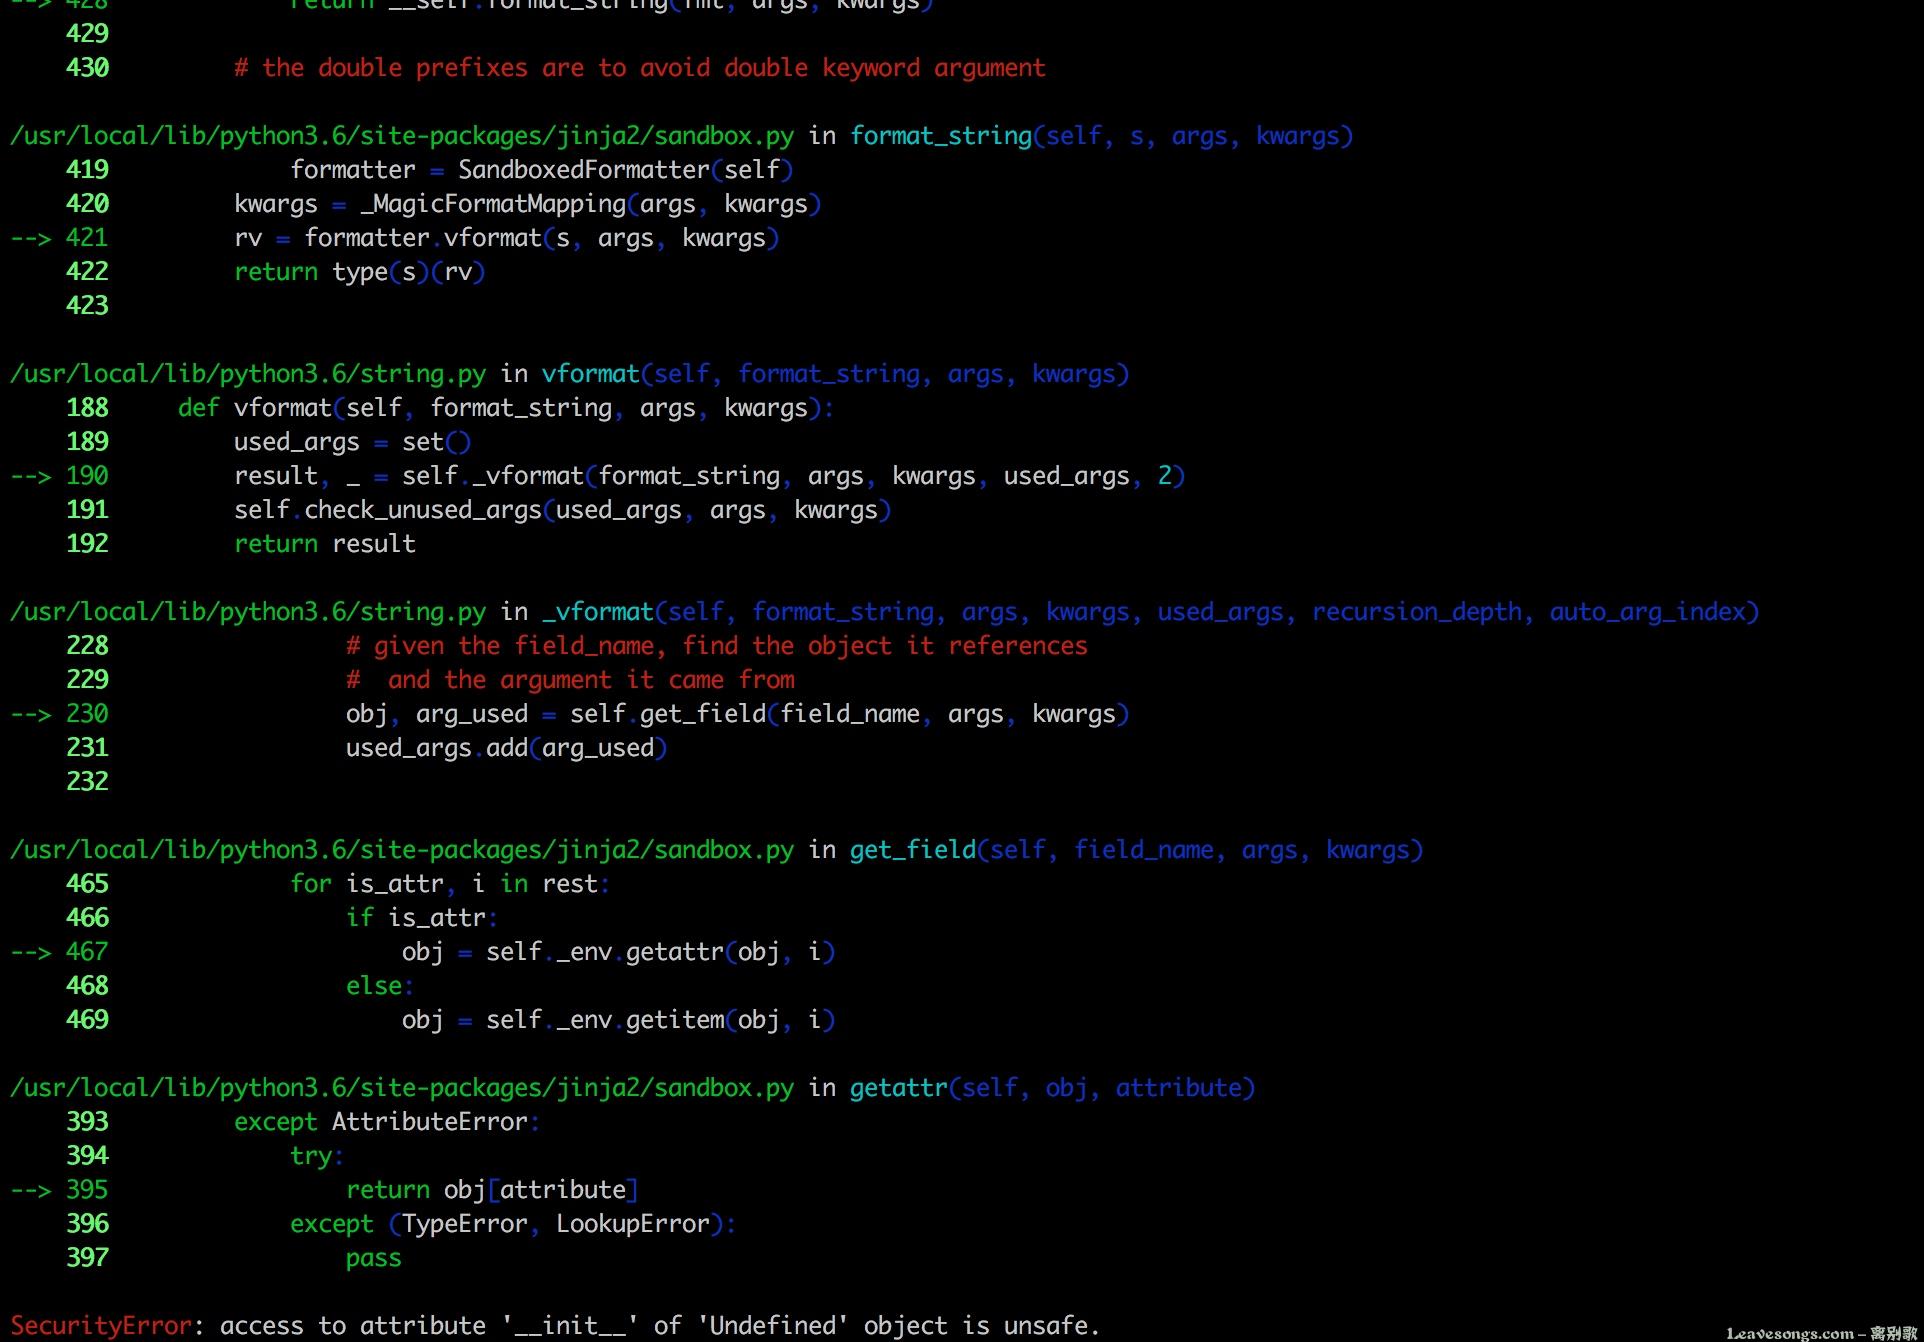 --> 428             return __self.format_string(fmt, args, kwargs)
    429
    430         # the double prefixes are to avoid double keyword argument

/usr/local/lib/python3.6/site-packages/jinja2/sandbox.py in format_string(self, s, args, kwargs)
    419             formatter = SandboxedFormatter(self)
    420         kwargs = _MagicFormatMapping(args, kwargs)
--> 421         rv = formatter.vformat(s, args, kwargs)
    422         return type(s)(rv)
    423

/usr/local/lib/python3.6/string.py in vformat(self, format_string, args, kwargs)
    188     def vformat(self, format_string, args, kwargs):
    189         used_args = set()
--> 190         result, _ = self._vformat(format_string, args, kwargs, used_args, 2)
    191         self.check_unused_args(used_args, args, kwargs)
    192         return result

/usr/local/lib/python3.6/string.py in _vformat(self, format_string, args, kwargs, used_args, recursion_depth, auto_arg_index)
    228                 # given the field_name, find the object it references
    229                 #  and the argument it came from
--> 230                 obj, arg_used = self.get_field(field_name, args, kwargs)
    231                 used_args.add(arg_used)
    232

/usr/local/lib/python3.6/site-packages/jinja2/sandbox.py in get_field(self, field_name, args, kwargs)
    465             for is_attr, i in rest:
    466                 if is_attr:
--> 467                     obj = self._env.getattr(obj, i)
    468                 else:
    469                     obj = self._env.getitem(obj, i)

/usr/local/lib/python3.6/site-packages/jinja2/sandbox.py in getattr(self, obj, attribute)
    393         except AttributeError:
    394             try:
--> 395                 return obj[attribute]
    396             except (TypeError, LookupError):
    397                 pass

SecurityError: access to attribute '__init__' of 'Undefined' object is unsafe.
Leavesongs.com - 离别歌